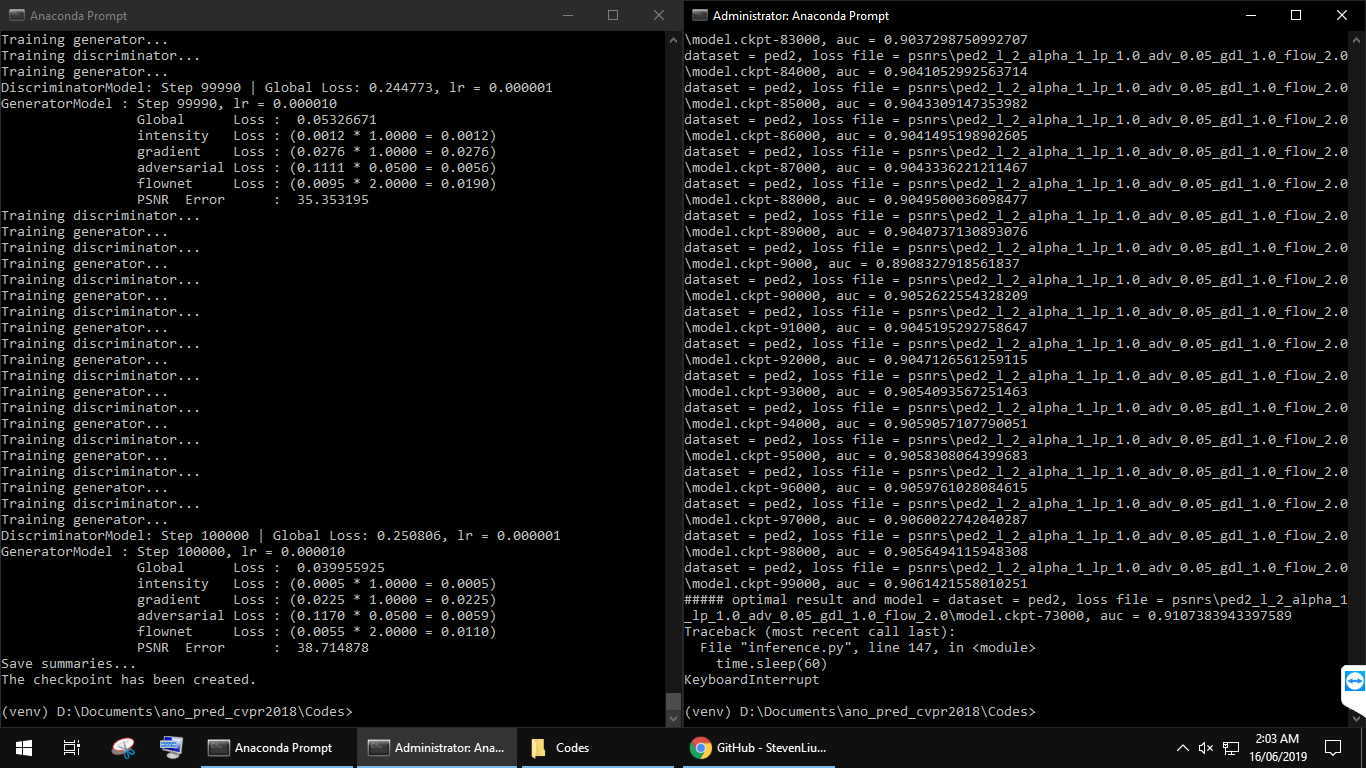 Anaconda Prompt
Training generator...
Training discriminator...
Training generator...
DiscriminatorModel: Step 99990 | Global Loss: 0.244773, lr = 0.000001
GeneratorModel : Step 99990, lr = 0.000010
Global Loss : 0.05326671
intensity Loss : (0.0012 * 1.0000 = 0.0012)
gradient Loss : (0.0276 * 1.0000 = 0.0276)
adversarial Loss : (0.1111 * 0.0500 = 0.0056)
flownet Loss : (0.0095 * 2.0000 = 0.0190)
PSNR Error : 35.353195
Training discriminator...
Training generator...
Training discriminator...
Training generator...
Training discriminator...
Training generator...
Training discriminator...
Training generator...
Training discriminator...
Training generator...
Training discriminator...
Training generator...
Training discriminator...
Training generator...
Training discriminator...
Training generator...
Training discriminator...
Training generator...
Training discriminator...
Training generator...
DiscriminatorModel: Step 100000 | Global Loss: 0.250806, lr = 0.000001
GeneratorModel : Step 100000, lr = 0.000010
Global Loss : 0.039955925
intensity Loss : (0.0005 * 1.0000 = 0.0005)
gradient Loss : (0.0225 * 1.0000 = 0.0225)
adversarial Loss : (0.1170 * 0.0500 = 0.0059)
flownet Loss : (0.0055 * 2.0000 = 0.0110)
PSNR Error : 38.714878
Save summaries...
The checkpoint has been created.
(venv) D:\Documents\ano_pred_cvpr2018\Codes>
Administrator: Anaconda Prompt
\model.ckpt-83000, auc = 0.9037298750992707
dataset = ped2, loss file = psnrs\ped2_l_2_alpha_1_lp_1.0_adv_0.05_gdl_1.0_flow_2.0
\model.ckpt-84000, auc = 0.9041052992563714
dataset = ped2, loss file = psnrs\ped2_l_2_alpha_1_lp_1.0_adv_0.05_gdl_1.0_flow_2.0
\model.ckpt-85000, auc = 0.9043309147353982
dataset = ped2, loss file = psnrs\ped2_l_2_alpha_1_lp_1.0_adv_0.05_gdl_1.0_flow_2.0
\model.ckpt-86000, auc = 0.9041495198902605
dataset = ped2, loss file = psnrs\ped2_l_2_alpha_1_lp_1.0_adv_0.05_gdl_1.0_flow_2.0
\model.ckpt-87000, auc = 0.9043336221211467
dataset = ped2, loss file = psnrs\ped2_l_2_alpha_1_lp_1.0_adv_0.05_gdl_1.0_flow_2.0
\model.ckpt-88000, auc = 0.9049500036098477
dataset = ped2, loss file = psnrs\ped2_l_2_alpha_1_lp_1.0_adv_0.05_gdl_1.0_flow_2.0
\model.ckpt-89000, auc = 0.9040737130893076
dataset = ped2, loss file = psnrs\ped2_l_2_alpha_1_lp_1.0_adv_0.05_gdl_1.0_flow_2.0
\model.ckpt-9000, auc = 0.8908327918561837
dataset = ped2, loss file = psnrs\ped2_l_2_alpha_1_lp_1.0_adv_0.05_gdl_1.0_flow_2.0
\model.ckpt-90000, auc = 0.9052622554328209
dataset = ped2, loss file = psnrs\ped2_l_2_alpha_1_lp_1.0_adv_0.05_gdl_1.0_flow_2.0
\model.ckpt-91000, auc = 0.9045195292758647
dataset = ped2, loss file = psnrs\ped2_l_2_alpha_1_lp_1.0_adv_0.05_gdl_1.0_flow_2.0
\model.ckpt-92000, auc = 0.9047126561259115
dataset = ped2, loss file = psnrs\ped2_l_2_alpha_1_lp_1.0_adv_0.05_gdl_1.0_flow_2.0
\model.ckpt-93000, auc = 0.9054093567251463
dataset = ped2, loss file = psnrs\ped2_l_2_alpha_1_lp_1.0_adv_0.05_gdl_1.0_flow_2.0
\model.ckpt-94000, auc = 0.9059057107790051
dataset = ped2, loss file = psnrs\ped2_l_2_alpha_1_lp_1.0_adv_0.05_gdl_1.0_flow_2.0
\model.ckpt-95000, auc = 0.9058308064399683
dataset = ped2, loss file = psnrs\ped2_l_2_alpha_1_lp_1.0_adv_0.05_gdl_1.0_flow_2.0
\model.ckpt-96000, auc = 0.9059761028084615
dataset = ped2, loss file = psnrs\ped2_l_2_alpha_1_lp_1.0_adv_0.05_gdl_1.0_flow_2.0
\model.ckpt-97000, auc = 0.9060022742040287
dataset = ped2, loss file = psnrs\ped2_l_2_alpha_1_lp_1.0_adv_0.05_gdl_1.0_flow_2.0
\model.ckpt-98000, auc = 0.9056494115948308
dataset = ped2, loss file = psnrs\ped2_l_2_alpha_1_lp_1.0_adv_0.05_gdl_1.0_flow_2.0
\model.ckpt-99000, auc = 0.9061421558010251
##### optimal result and model = dataset = ped2, loss file = psnrs\ped2_l_2_alpha_1
_lp_1.0_adv_0.05_gdl_1.0_flow_2.0\model.ckpt-73000, auc = 0.9107383943397589
Traceback (most recent call last):
File "inference.py", line 147, in <module>
time.sleep(60)
KeyboardInterrupt
(venv) D:\Documents\ano_pred_cvpr2018\Codes>
Anaconda Prompt
Administrator: Ana...
Codes
GitHub - StevenLiu...
2:03 AM
16/06/2019